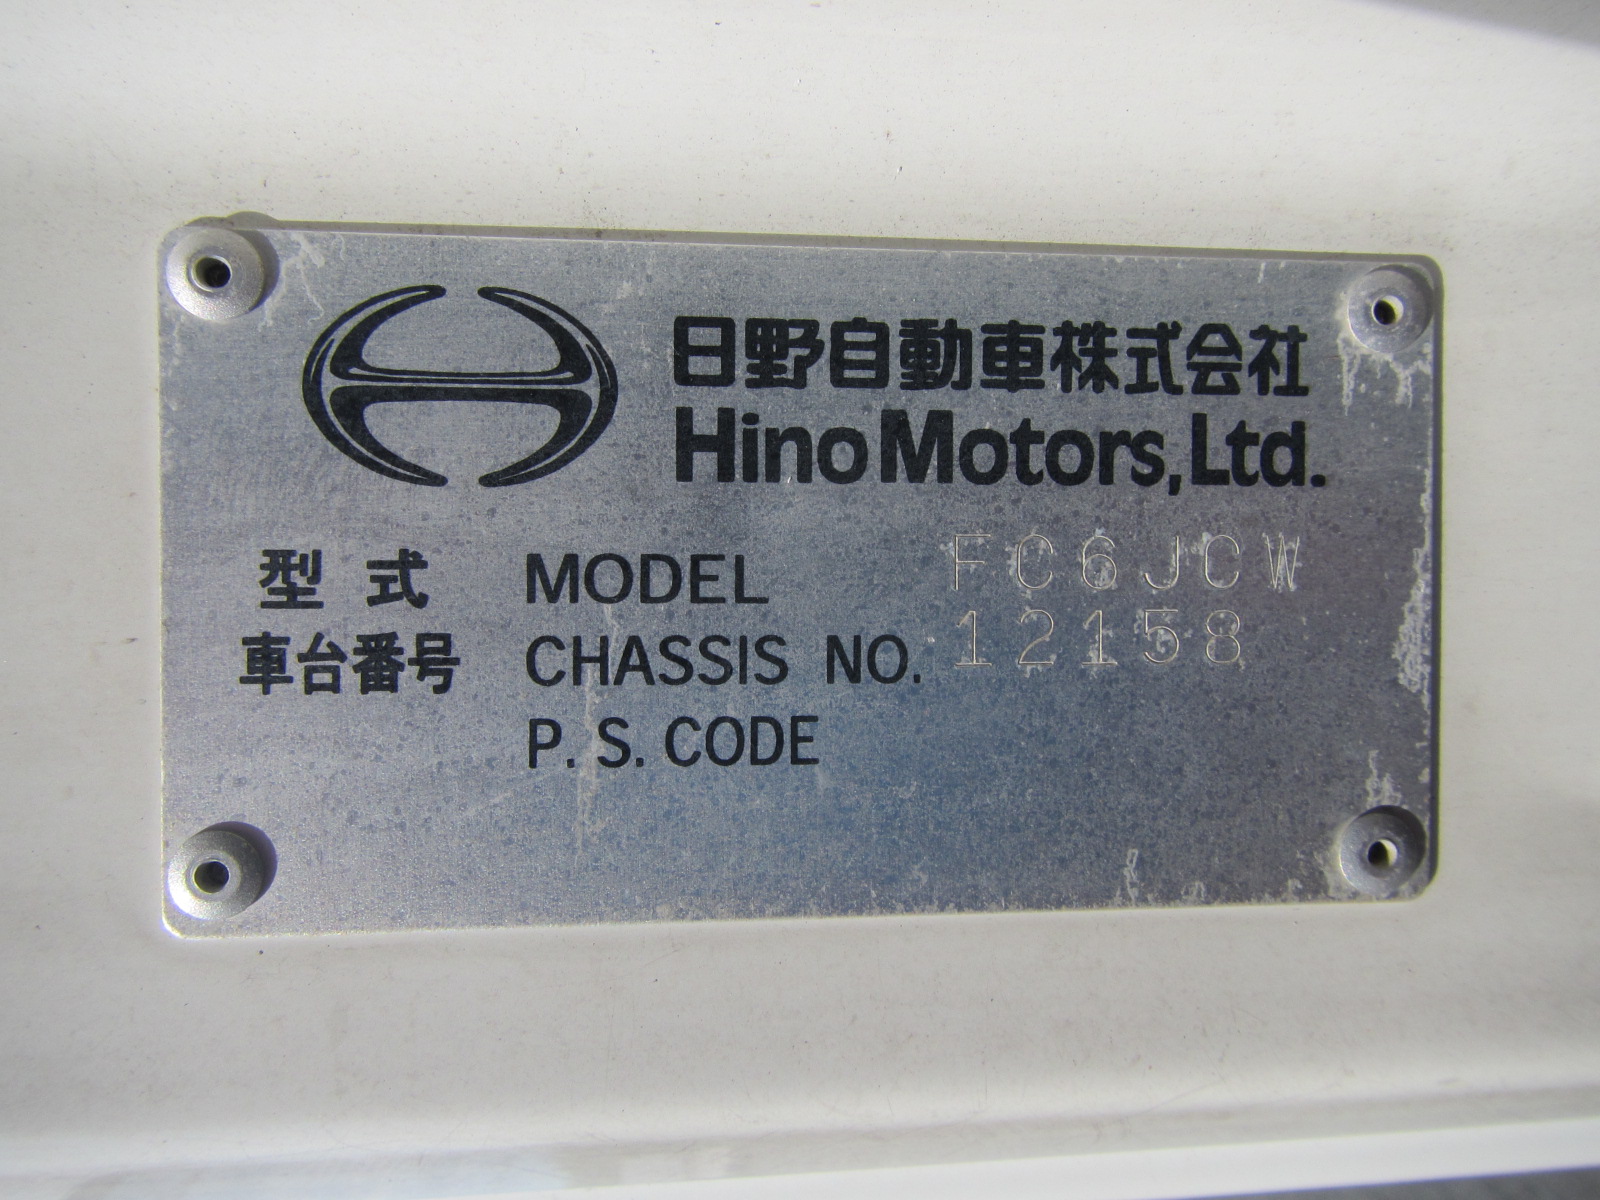 日野自動車株式会社
Hino Motors, Ltd.
型式 MODEL FC6JCW
車台番号 CHASSIS NO. 12158
P. S. CODE